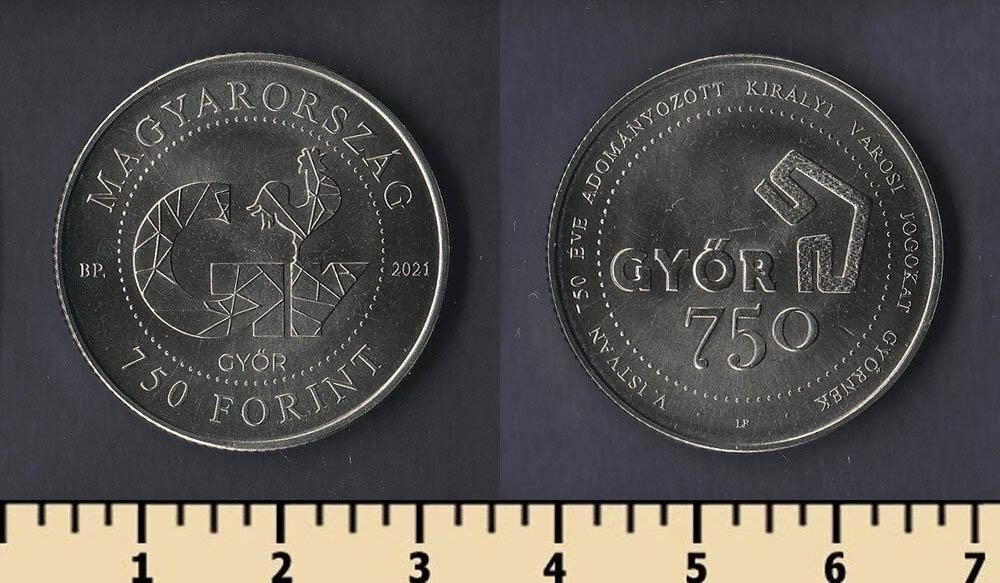 MAGYARORSZÁG
BP. 2021
GYŐR
750 FORINT
V ISTVÁN 750 ÉVE ADOMÁNYOZOTT KIRÁLYI VÁROSI JOGOKAT GYŐRNEK
GYŐR
750
LF
1 2 3 4 5 6 7